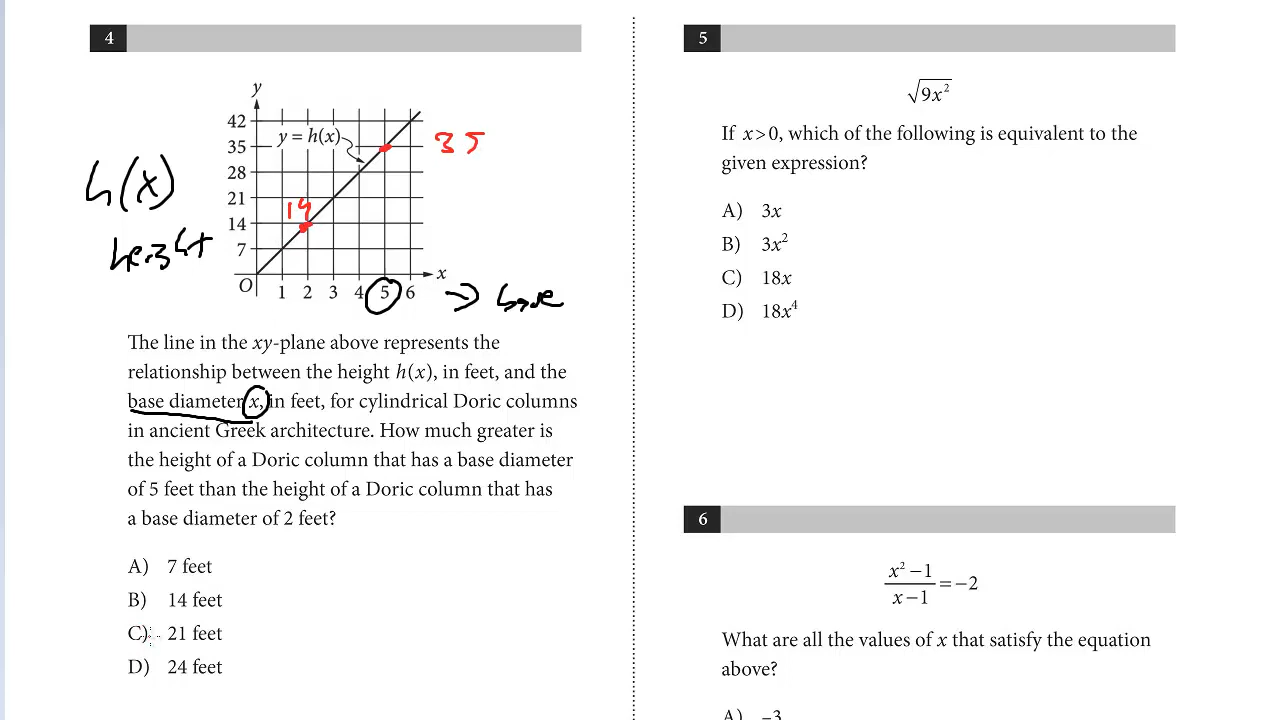 4
y
42
35
28
21
14
7
y = h(x)
O
1 2 3 4 5 6
x
35
14
h(x)
height
base
The line in the xy-plane above represents the
relationship between the height h(x), in feet, and the
base diameter x, in feet, for cylindrical Doric columns
in ancient Greek architecture. How much greater is
the height of a Doric column that has a base diameter
of 5 feet than the height of a Doric column that has
a base diameter of 2 feet?
A) 7 feet
B) 14 feet
C) 21 feet
D) 24 feet
5
√9x²
If x > 0, which of the following is equivalent to the
given expression?
A) 3x
B) 3x²
C) 18x
D) 18x⁴
6
x² − 1
x − 1
= −2
What are all the values of x that satisfy the equation
above?
A) −3